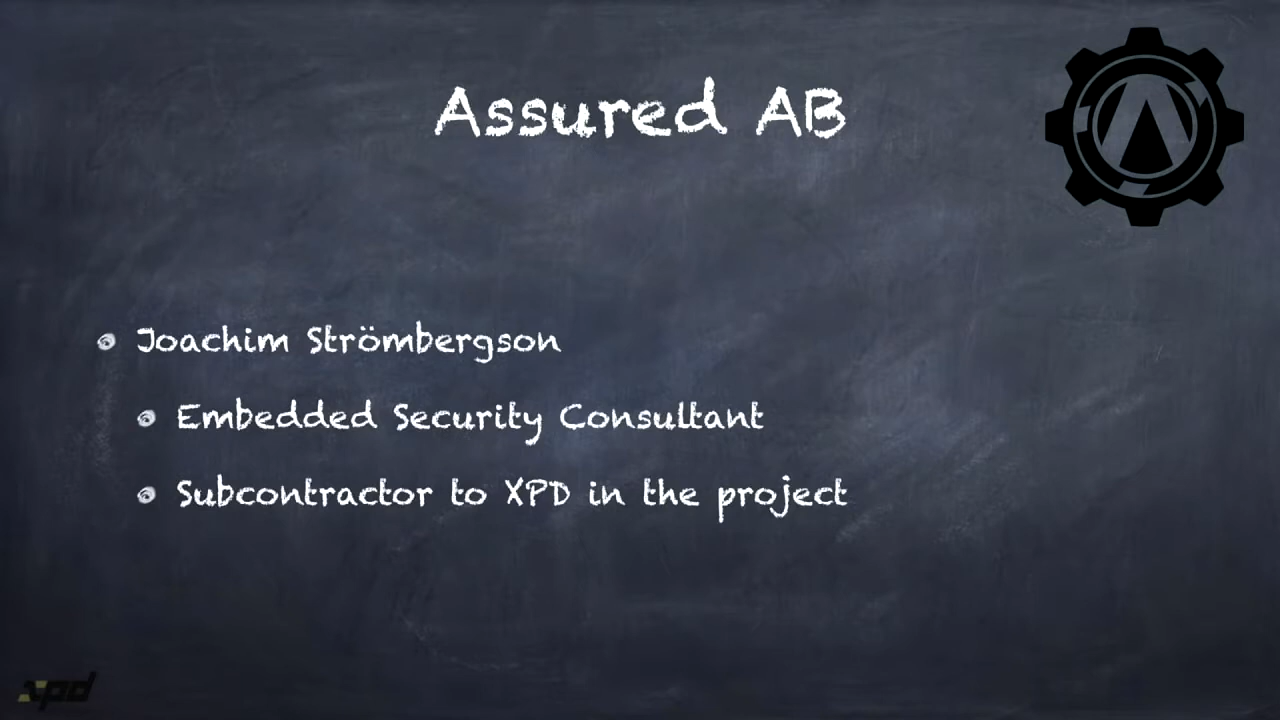 Assured AB
Joachim Strömbergson
Embedded Security Consultant
Subcontractor to XPD in the project
xpd